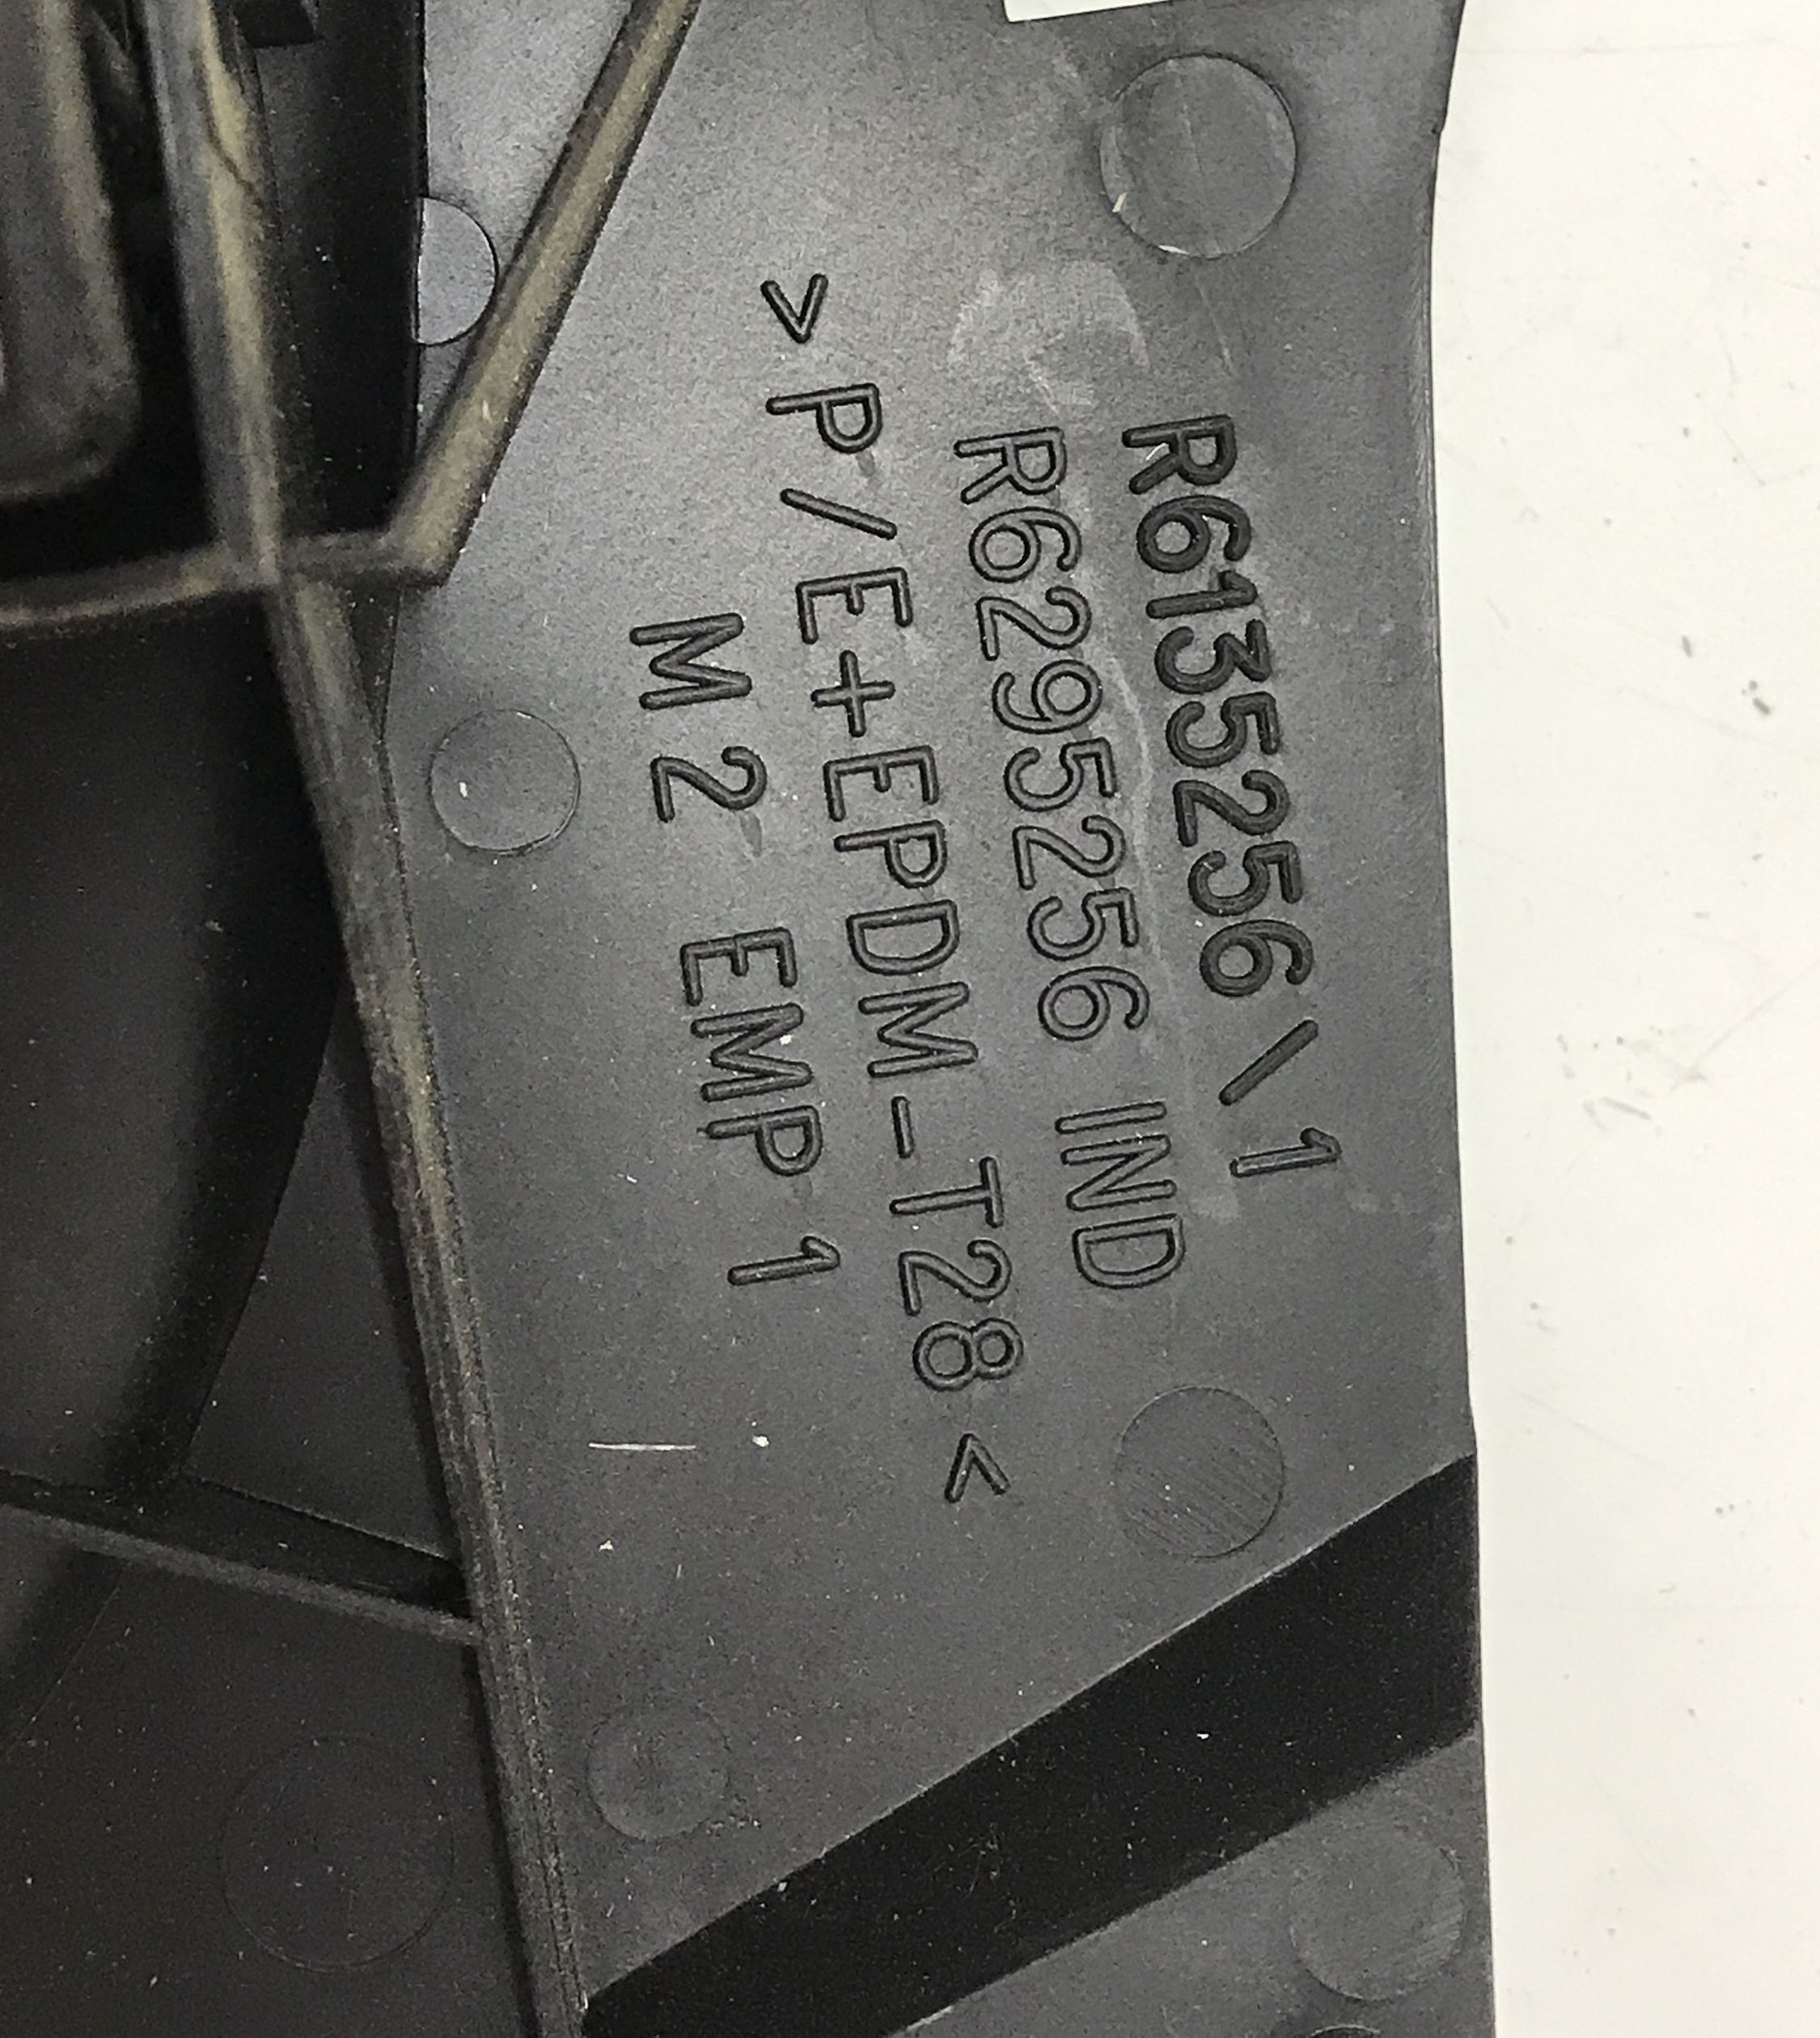 R6135256 \ 1
R6295256 IND
>P/E+EPDM-T28<
M 2 EMP 1